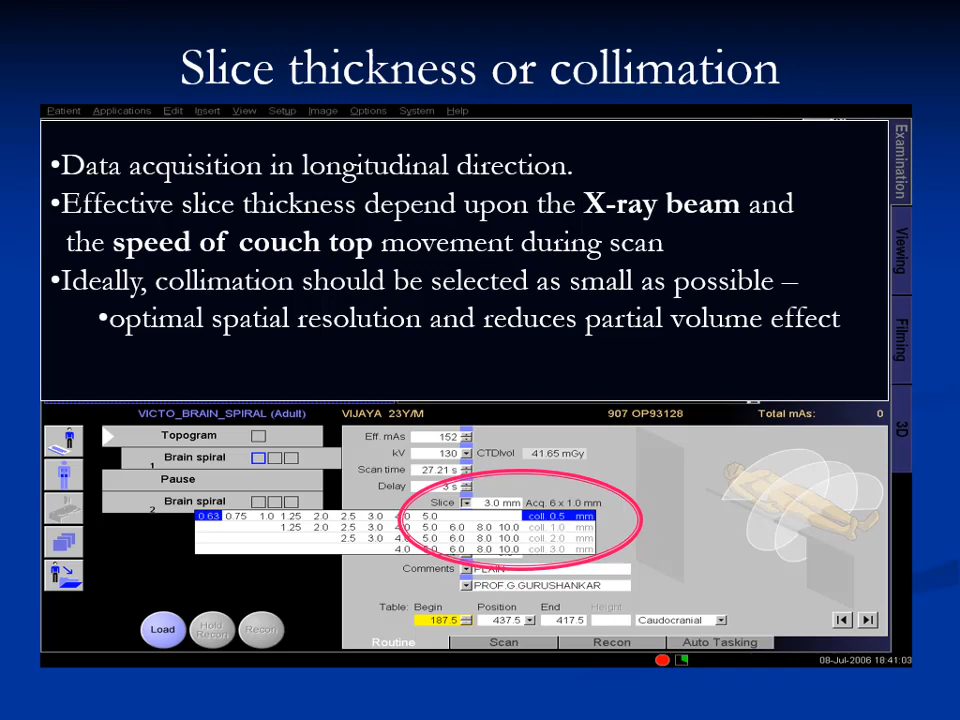 Slice thickness or collimation
Patient Applications Edit Insert View Setup Image Options System Help
•Data acquisition in longitudinal direction.
•Effective slice thickness depend upon the X-ray beam and
the speed of couch top movement during scan
•Ideally, collimation should be selected as small as possible –
•optimal spatial resolution and reduces partial volume effect
Examination
Viewing
Filming
3D
VICTO_BRAIN_SPIRAL (Adult) VIJAYA 23Y/M 907 OP93128 Total mAs: 0
Topogram
Brain spiral
1
Pause
Brain spiral
2
Eff. mAs 152
kV 130 CTDIvol 41.65 mGy
Scan time 27.21 s
Delay 3 s
Slice 3.0 mm Acq. 6 x 1.0 mm
0.63 0.75 1.0 1.25 2.0 2.5 3.0 4.0 5.0 coll. 0.5 mm
1.25 2.0 2.5 3.0 4.0 5.0 6.0 8.0 10.0 coll. 1.0 mm
2.5 3.0 4.0 5.0 6.0 8.0 10.0 coll. 2.0 mm
4.0 5.0 6.0 8.0 10.0 coll. 3.0 mm
Comments PLAIN
PROF.G.GURUSHANKAR
Table: Begin Position End Height
187.5 437.5 417.5 Caudocranial
Load Hold Recon Recon
Routine Scan Recon Auto Tasking
08-Jul-2006 18:41:03